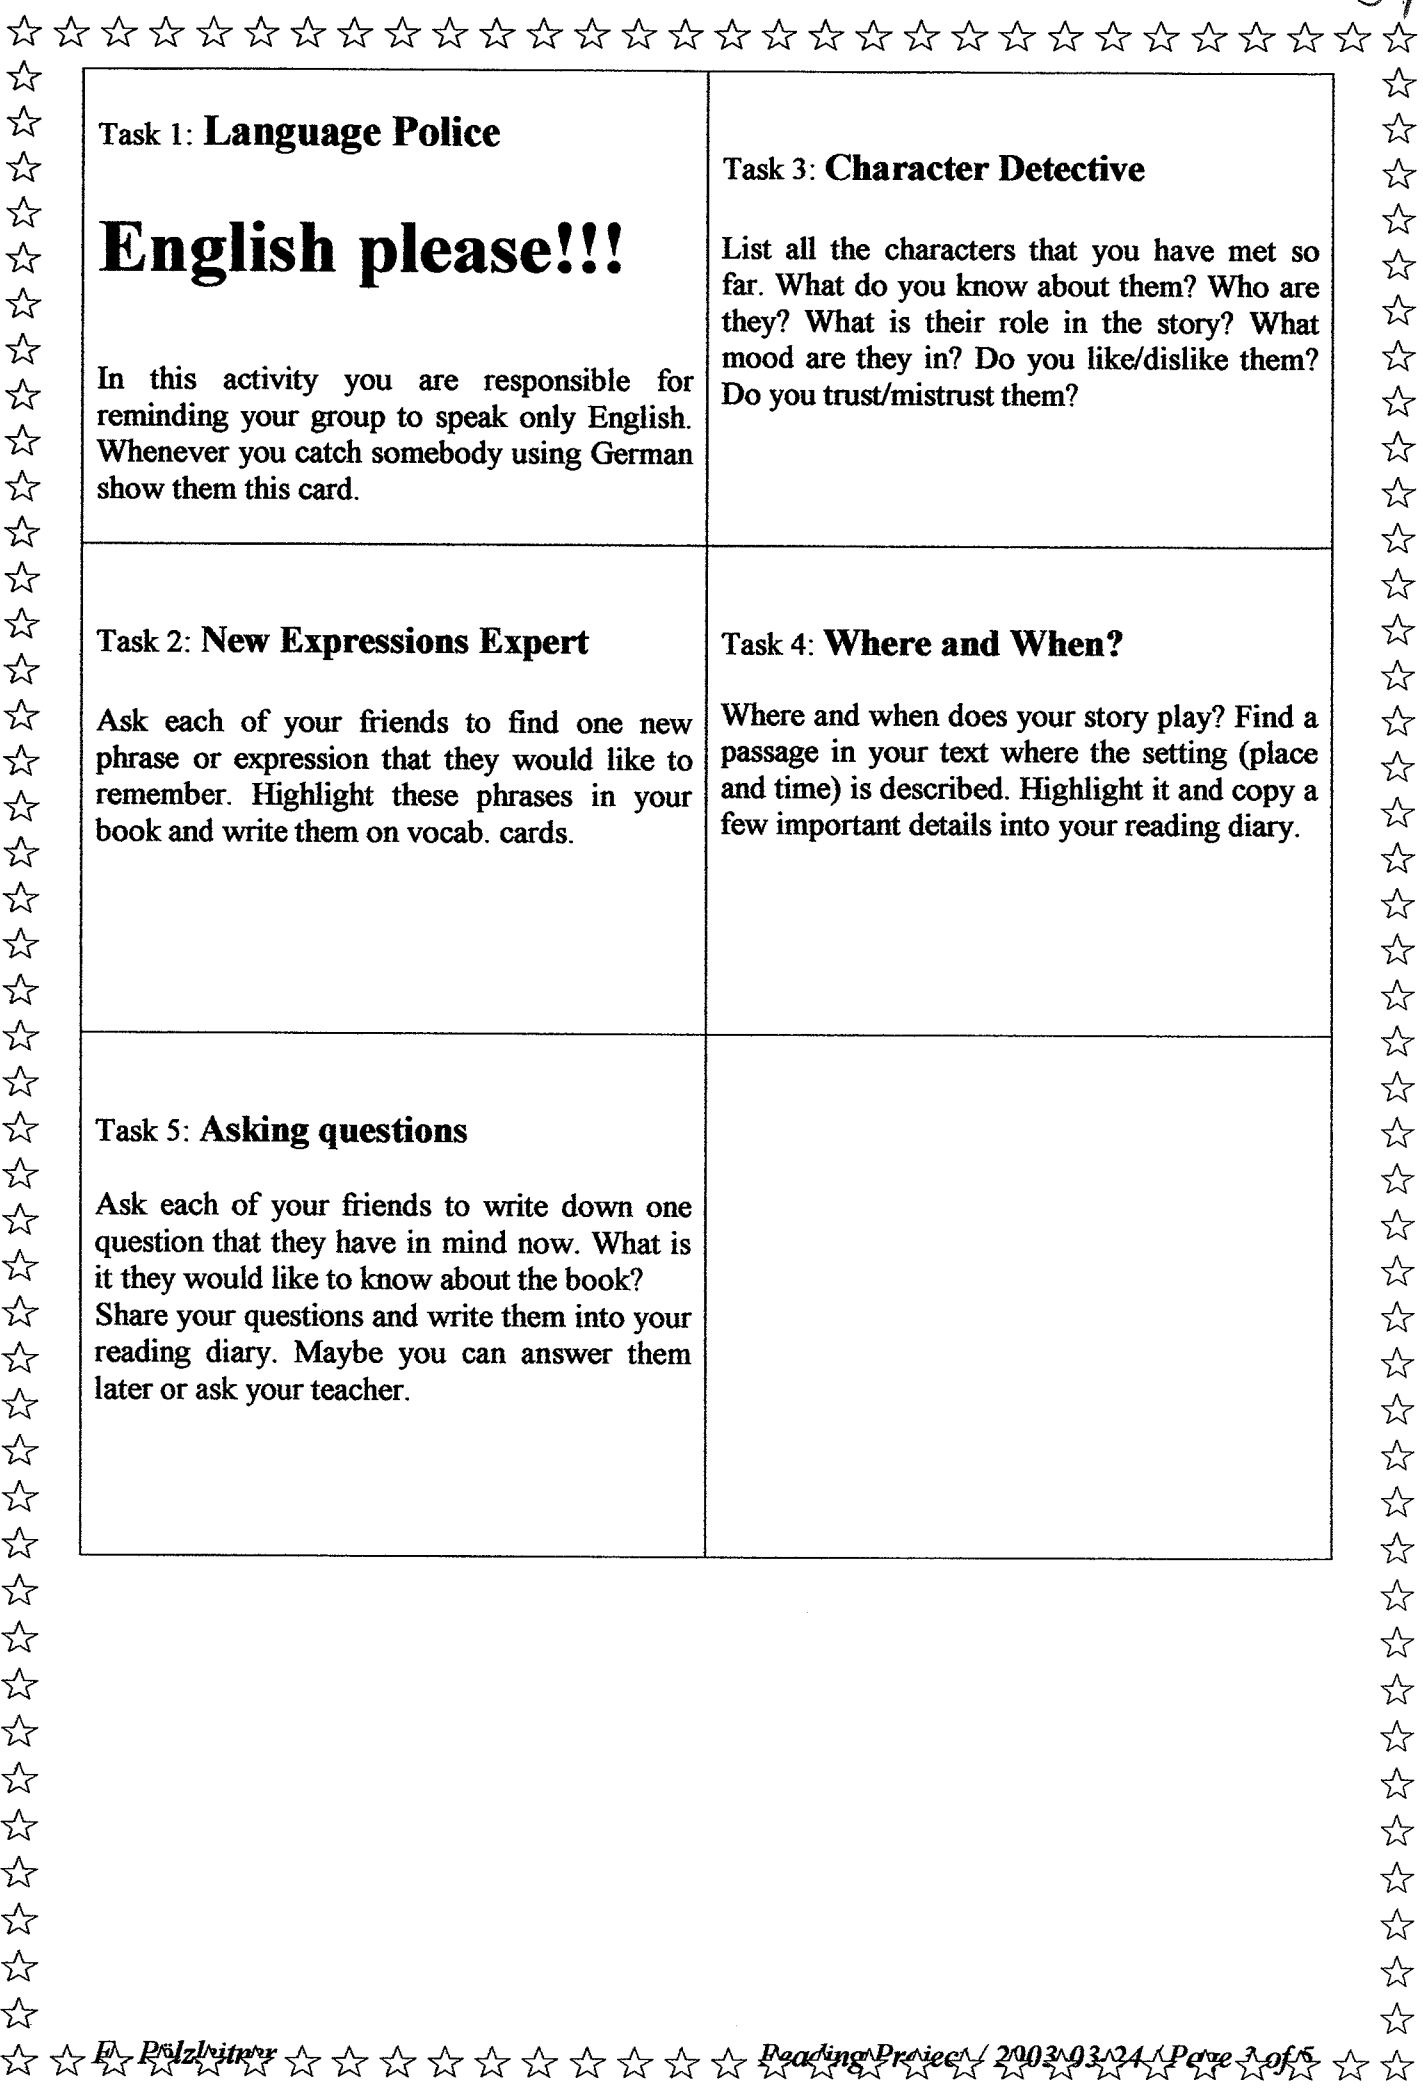 Task 1: Language Police
English please!!!
In this activity you are responsible for
reminding your group to speak only English.
Whenever you catch somebody using German
show them this card.
Task 3: Character Detective
List all the characters that you have met so
far. What do you know about them? Who are
they? What is their role in the story? What
mood are they in? Do you like/dislike them?
Do you trust/mistrust them?
Task 2: New Expressions Expert
Ask each of your friends to find one new
phrase or expression that they would like to
remember. Highlight these phrases in your
book and write them on vocab. cards.
Task 4: Where and When?
Where and when does your story play? Find a
passage in your text where the setting (place
and time) is described. Highlight it and copy a
few important details into your reading diary.
Task 5: Asking questions
Ask each of your friends to write down one
question that they have in mind now. What is
it they would like to know about the book?
Share your questions and write them into your
reading diary. Maybe you can answer them
later or ask your teacher.
Pölzleitner
Reading Project / 2003-03-24 / Page 3 of 5